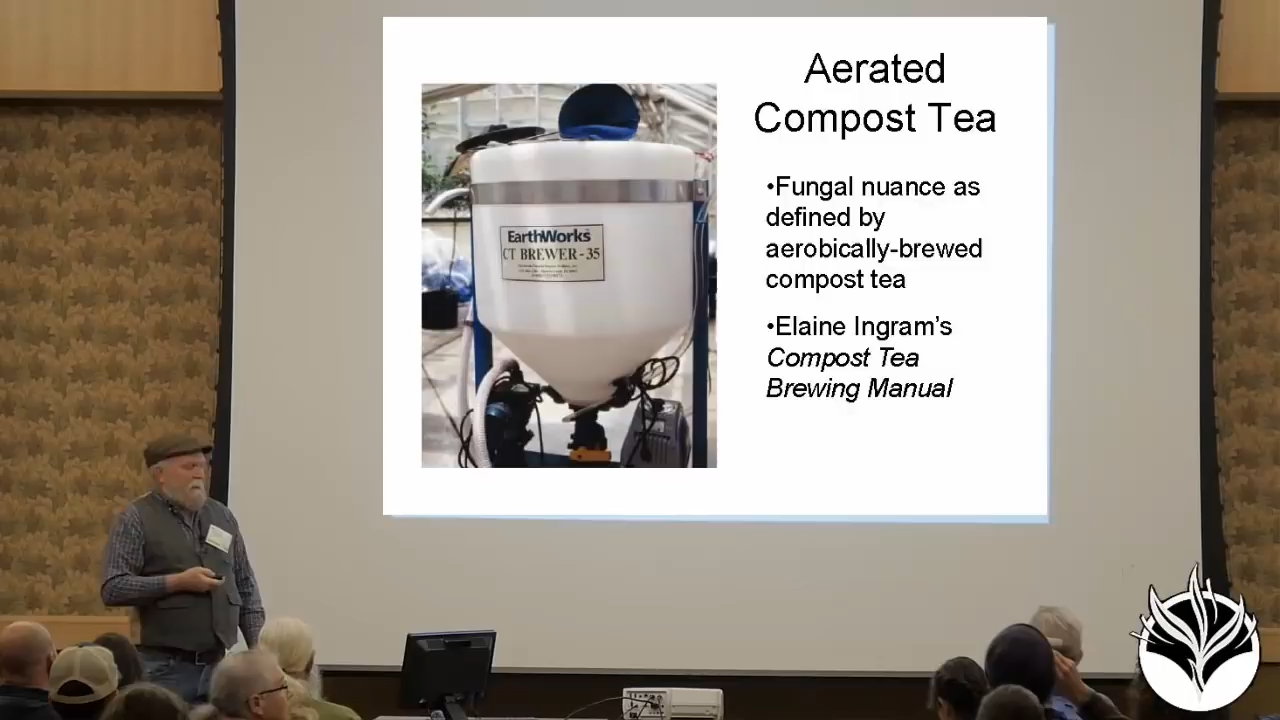 Aerated
Compost Tea
•Fungal nuance as
defined by
aerobically-brewed
compost tea
•Elaine Ingram's
Compost Tea
Brewing Manual
EarthWorks
CT BREWER-35